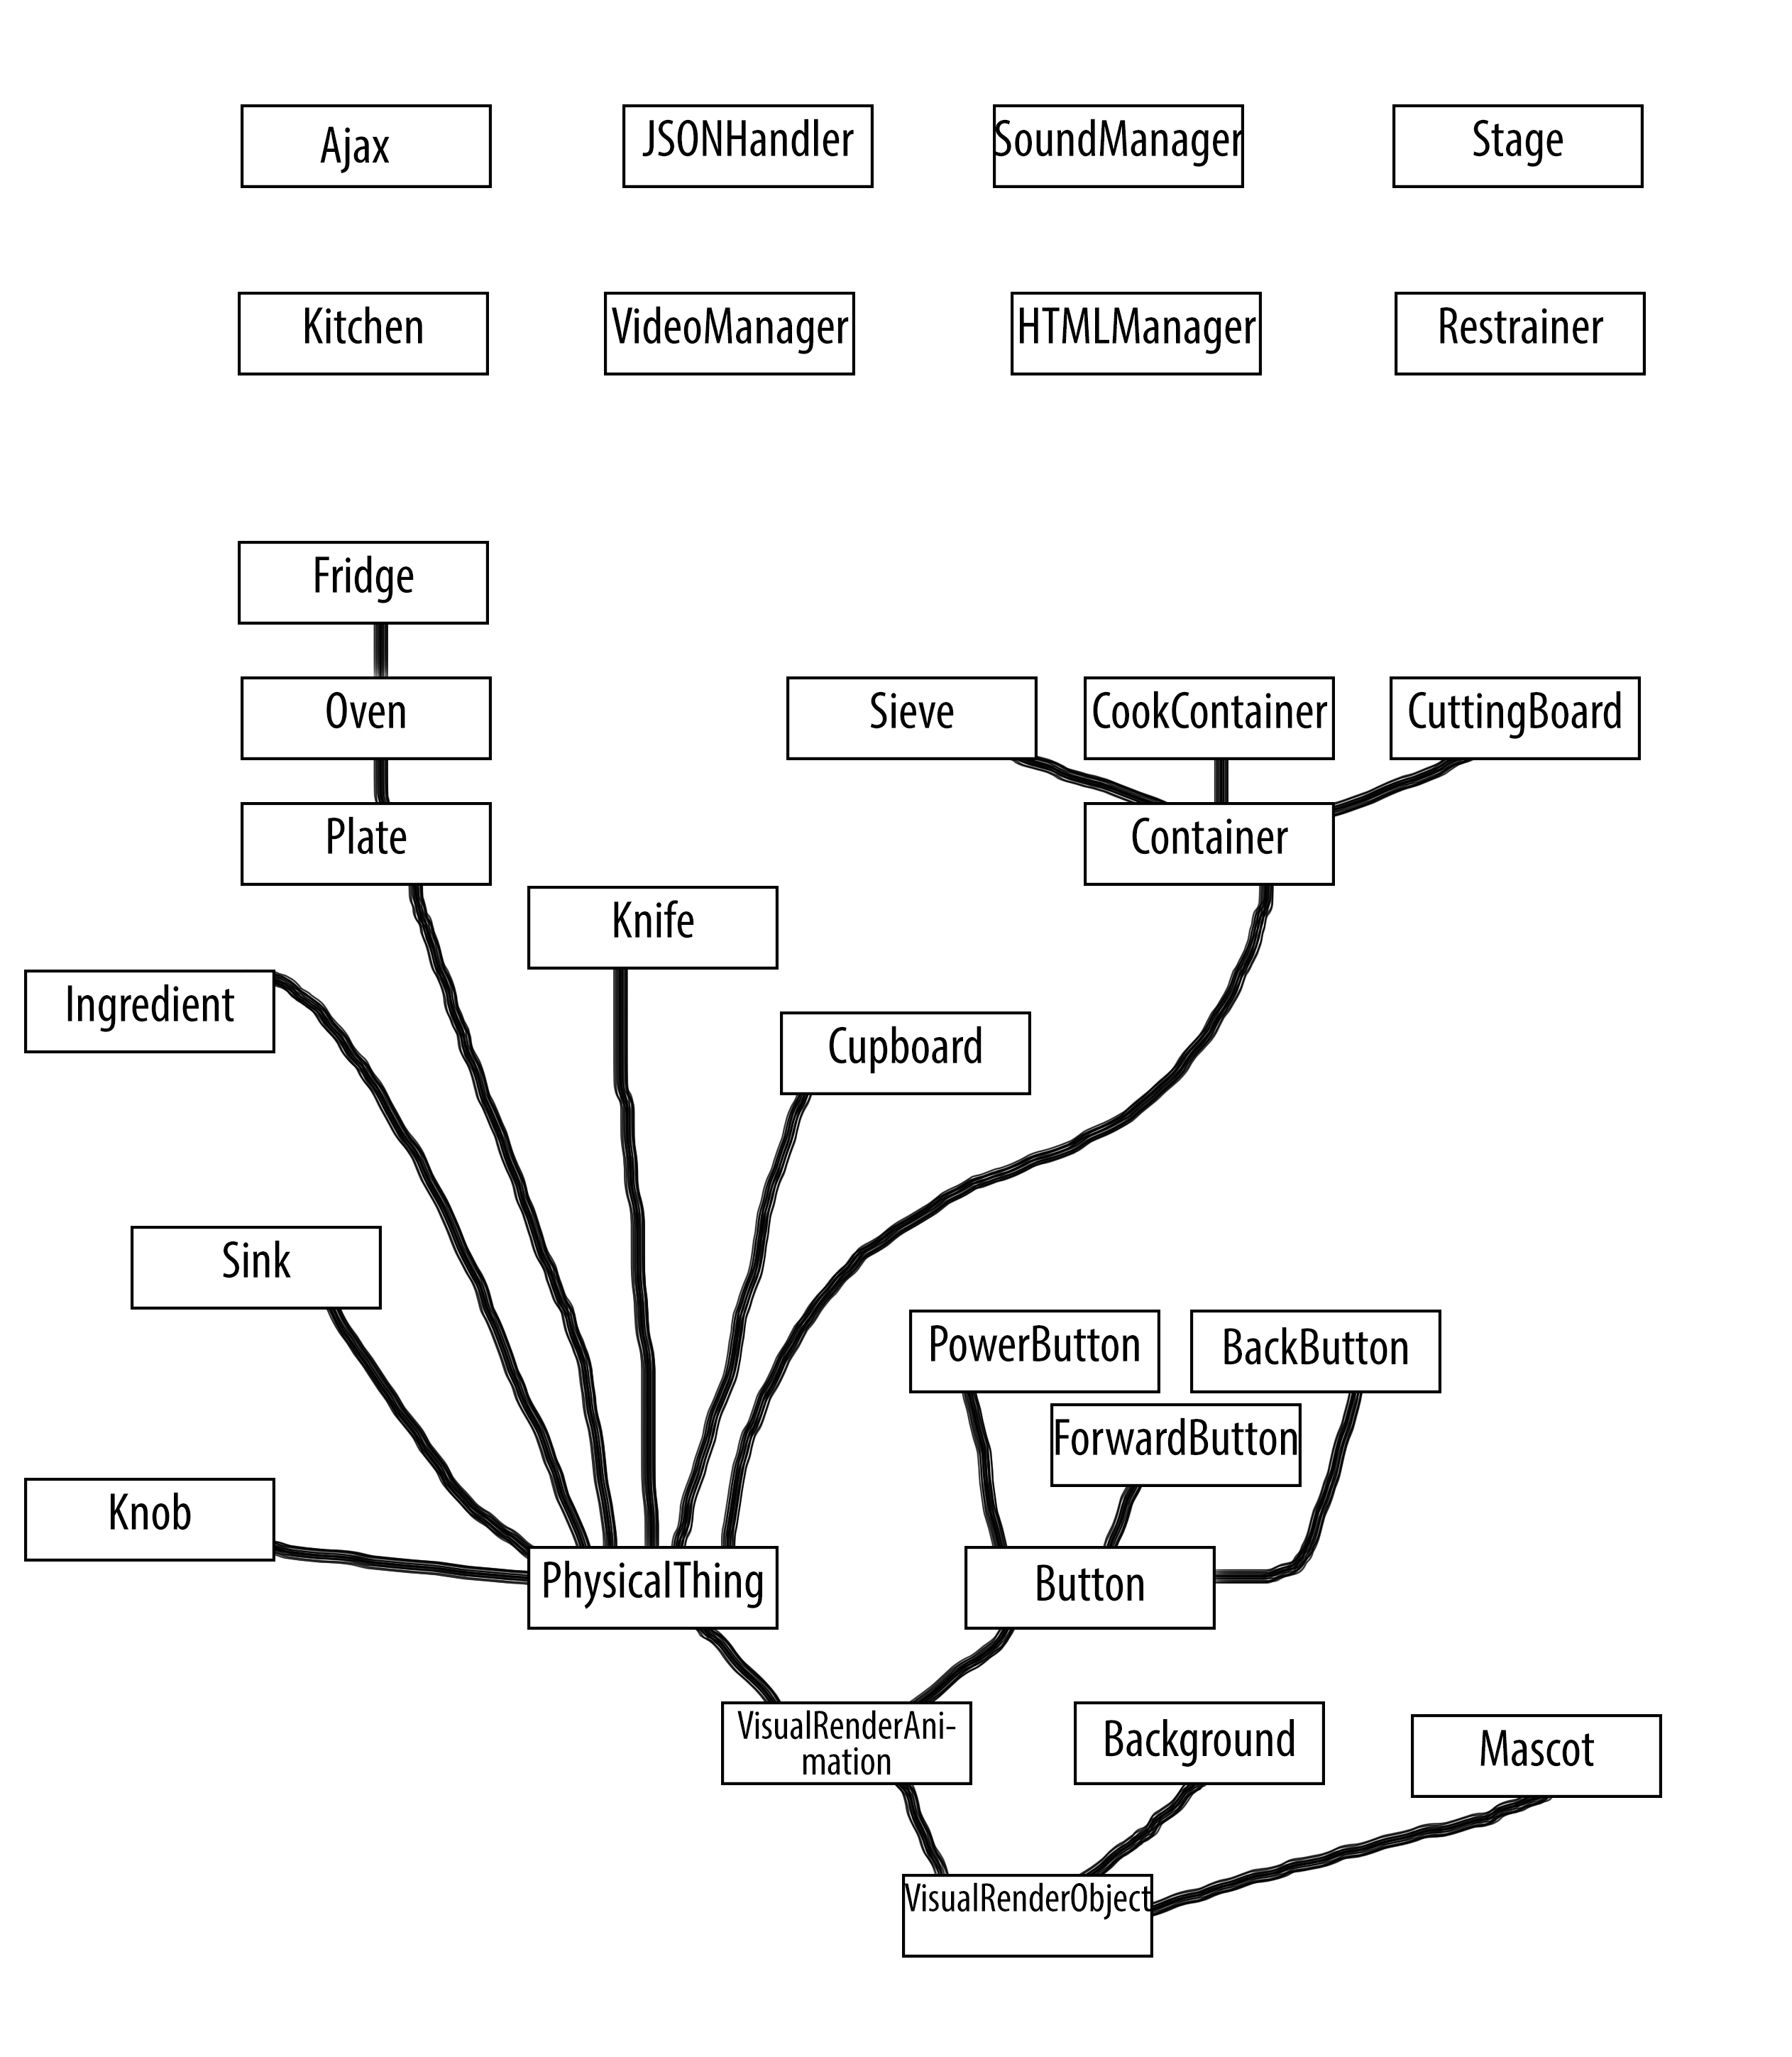 Ajax
JSONHandler
SoundManager
Stage
Kitchen
VideoManager
HTMLManager
Restrainer
Fridge
Oven
Sieve
CookContainer
CuttingBoard
Plate
Container
Knife
Ingredient
Cupboard
Sink
PowerButton
BackButton
ForwardButton
Knob
PhysicalThing
Button
VisualRenderAni-
mation
Background
Mascot
VisualRenderObject